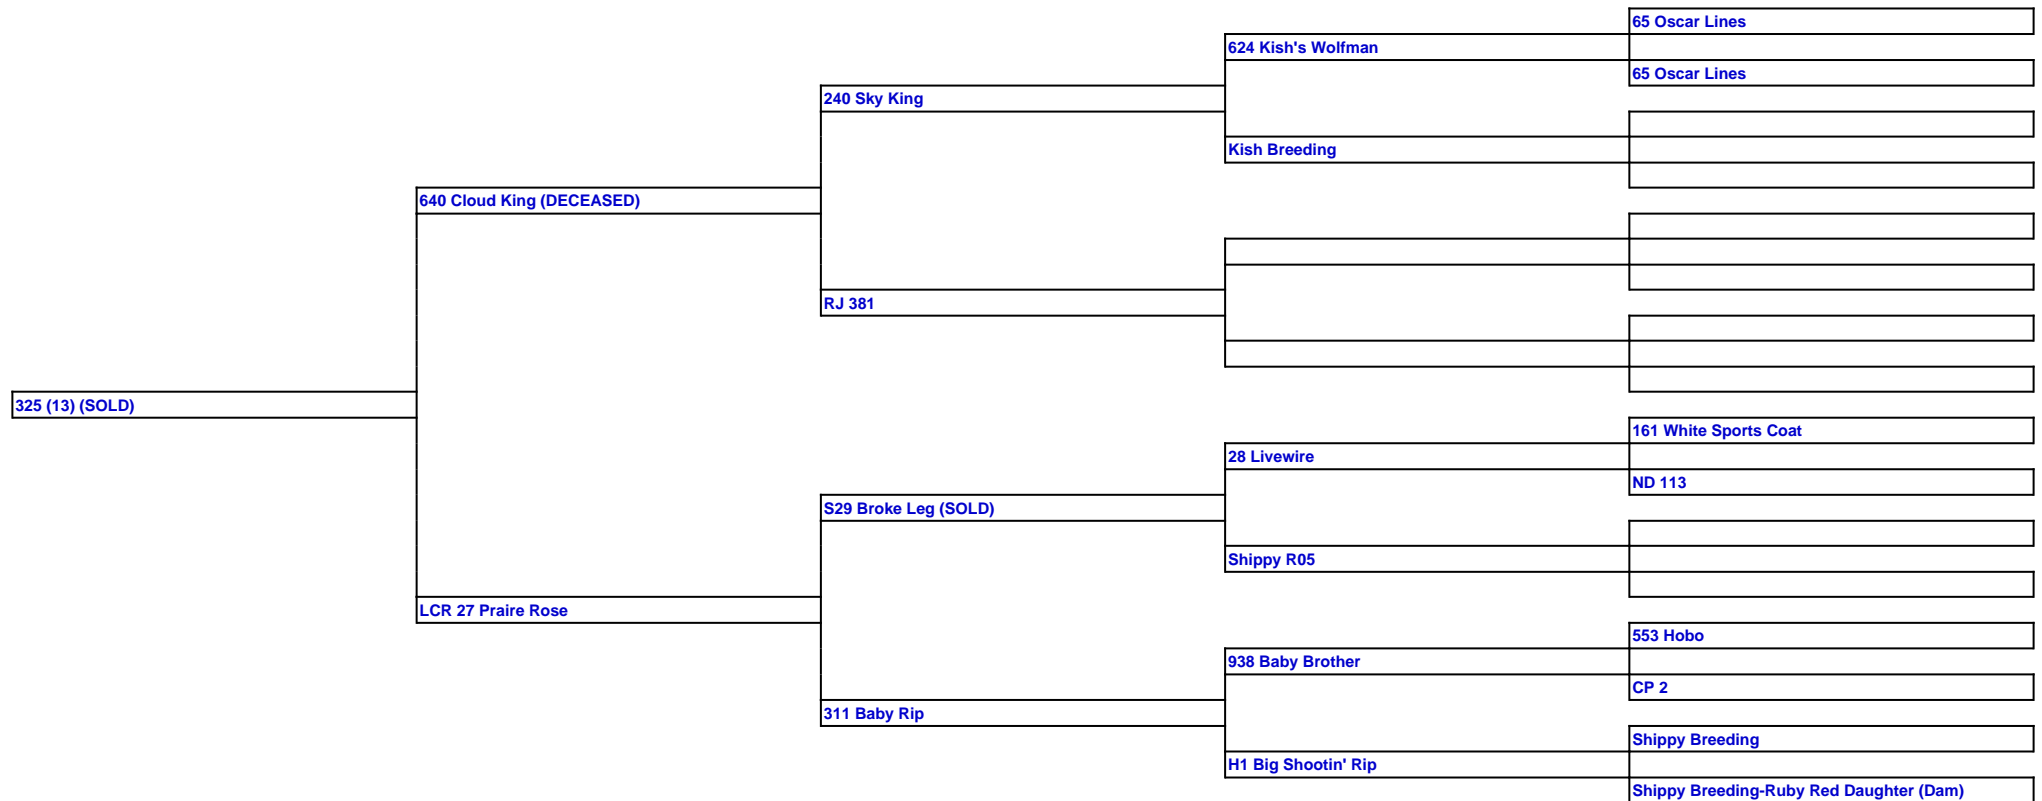 65 Oscar Lines
624 Kish's Wolfman
65 Oscar Lines
240 Sky King
Kish Breeding
640 Cloud King (DECEASED)
RJ 381
325 (13) (SOLD)
161 White Sports Coat
28 Livewire
ND 113
S29 Broke Leg (SOLD)
Shippy R05
LCR 27 Praire Rose
553 Hobo
938 Baby Brother
CP 2
311 Baby Rip
Shippy Breeding
H1 Big Shootin' Rip
Shippy Breeding-Ruby Red Daughter (Dam)